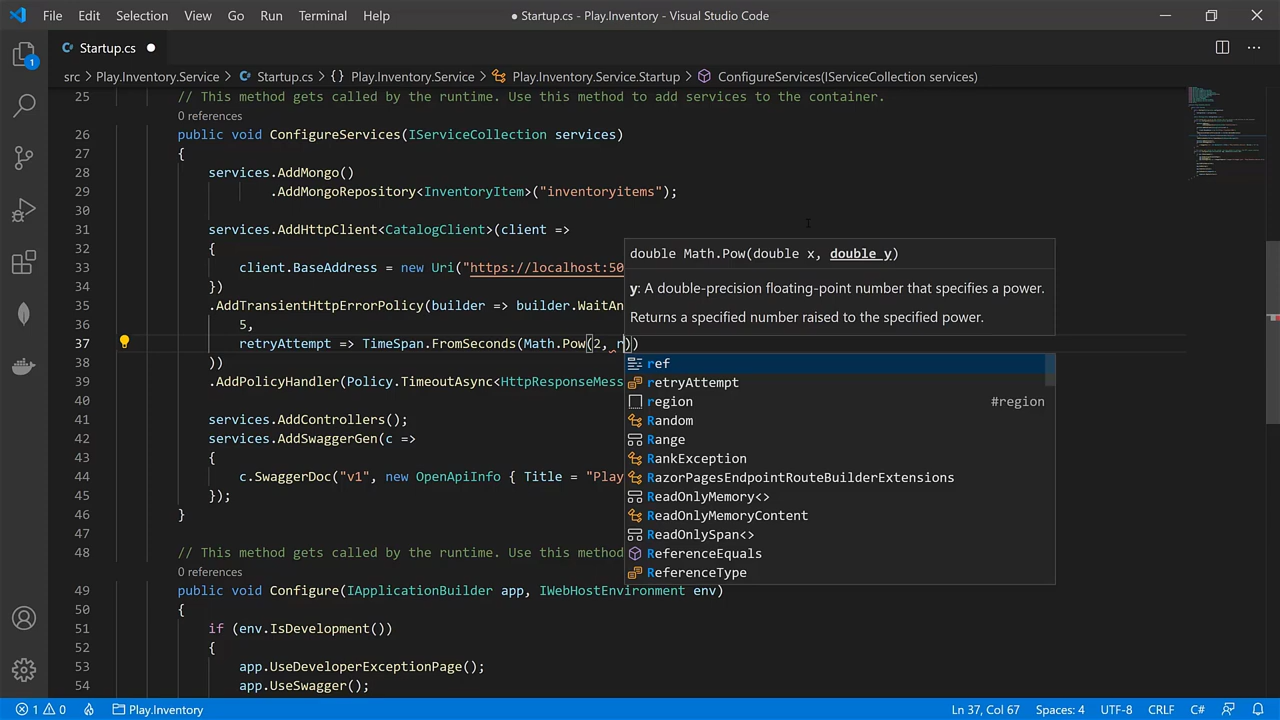 File Edit Selection View Go Run Terminal Help
● Startup.cs - Play.Inventory - Visual Studio Code
Startup.cs
src > Play.Inventory.Service > Startup.cs > {} Play.Inventory.Service > Play.Inventory.Service.Startup > ConfigureServices(IServiceCollection services)
25 // This method gets called by the runtime. Use this method to add services to the container.
0 references
26 public void ConfigureServices(IServiceCollection services)
27 {
28 services.AddMongo()
29 .AddMongoRepository<InventoryItem>("inventoryitems");
30
31 services.AddHttpClient<CatalogClient>(client =>
32 {
33 client.BaseAddress = new Uri("https://localhost:50
34 })
35 .AddTransientHttpErrorPolicy(builder => builder.WaitAn
36 5,
37 retryAttempt => TimeSpan.FromSeconds(Math.Pow(2, r))
38 ))
39 .AddPolicyHandler(Policy.TimeoutAsync<HttpResponseMess
40
41 services.AddControllers();
42 services.AddSwaggerGen(c =>
43 {
44 c.SwaggerDoc("v1", new OpenApiInfo { Title = "Play
45 });
46 }
47
48 // This method gets called by the runtime. Use this method
0 references
49 public void Configure(IApplicationBuilder app, IWebHostEnvironment env)
50 {
51 if (env.IsDevelopment())
52 {
53 app.UseDeveloperExceptionPage();
54 app.UseSwagger();
double Math.Pow(double x, double y)
y: A double-precision floating-point number that specifies a power.
Returns a specified number raised to the specified power.
ref
retryAttempt
region #region
Random
Range
RankException
RazorPagesEndpointRouteBuilderExtensions
ReadOnlyMemory<>
ReadOnlyMemoryContent
ReadOnlySpan<>
ReferenceEquals
ReferenceType
1
1 0 Play.Inventory Ln 37, Col 67 Spaces: 4 UTF-8 CRLF C#